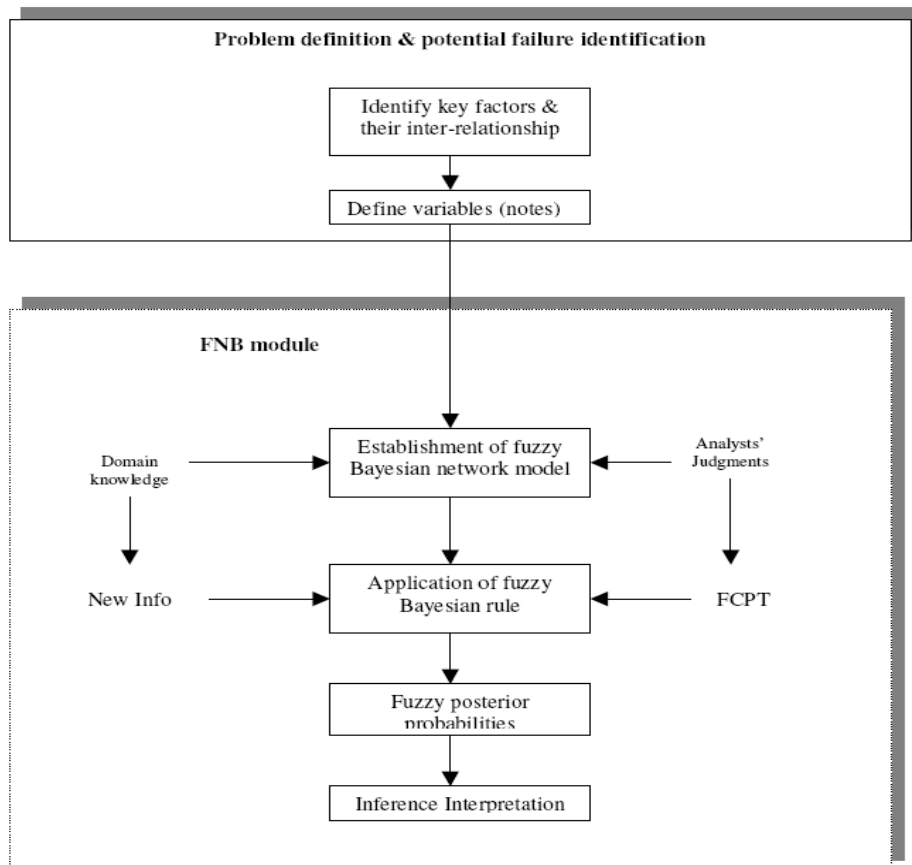 Problem definition & potential failure identification
Identify key factors &
their inter-relationship
Define variables (notes)
FNB module
Establishment of fuzzy
Bayesian network model
Domain
knowledge
Analysts'
Judgments
New Info
Application of fuzzy
Bayesian rule
FCPT
Fuzzy posterior
probabilities
Inference Interpretation